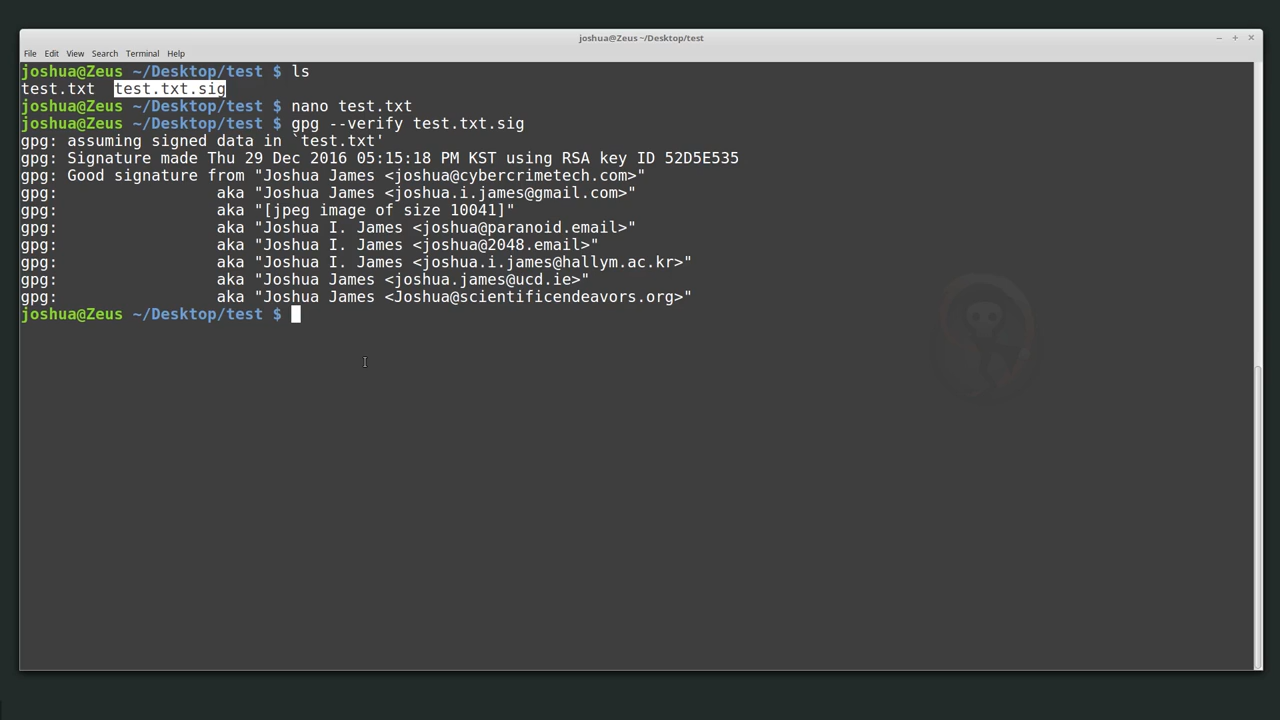 joshua@Zeus ~/Desktop/test
File Edit View Search Terminal Help
joshua@Zeus ~/Desktop/test $ ls
test.txt  test.txt.sig
joshua@Zeus ~/Desktop/test $ nano test.txt
joshua@Zeus ~/Desktop/test $ gpg --verify test.txt.sig
gpg: assuming signed data in `test.txt'
gpg: Signature made Thu 29 Dec 2016 05:15:18 PM KST using RSA key ID 52D5E535
gpg: Good signature from "Joshua James <joshua@cybercrimetech.com>"
gpg:                 aka "Joshua James <joshua.i.james@gmail.com>"
gpg:                 aka "[jpeg image of size 10041]"
gpg:                 aka "Joshua I. James <joshua@paranoid.email>"
gpg:                 aka "Joshua I. James <joshua@2048.email>"
gpg:                 aka "Joshua I. James <joshua.i.james@hallym.ac.kr>"
gpg:                 aka "Joshua James <joshua.james@ucd.ie>"
gpg:                 aka "Joshua James <Joshua@scientificendeavors.org>"
joshua@Zeus ~/Desktop/test $